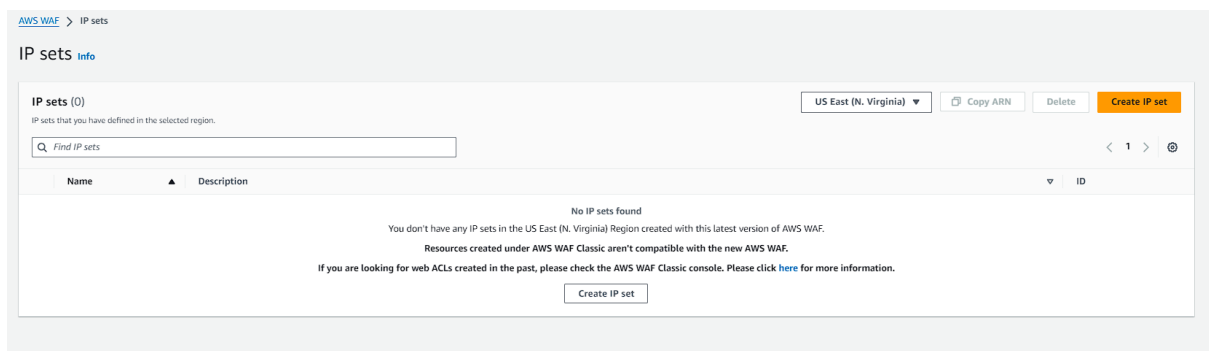 AWS WAF > IP sets
IP sets Info
IP sets (0)
US East (N. Virginia) ▼
Copy ARN
Delete
Create IP set
IP sets that you have defined in the selected region.
Find IP sets
< 1 >
Name ▲ Description ▽ ID
No IP sets found
You don't have any IP sets in the US East (N. Virginia) Region created with this latest version of AWS WAF.
Resources created under AWS WAF Classic aren't compatible with the new AWS WAF.
If you are looking for web ACLs created in the past, please check the AWS WAF Classic console. Please click here for more information.
Create IP set